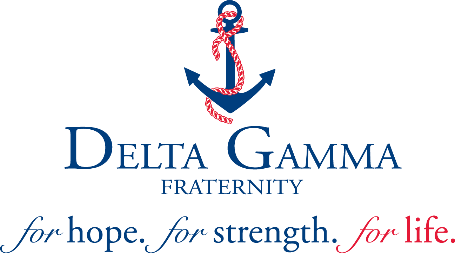 DELTA GAMMA
FRATERNITY
for hope. for strength. for life.